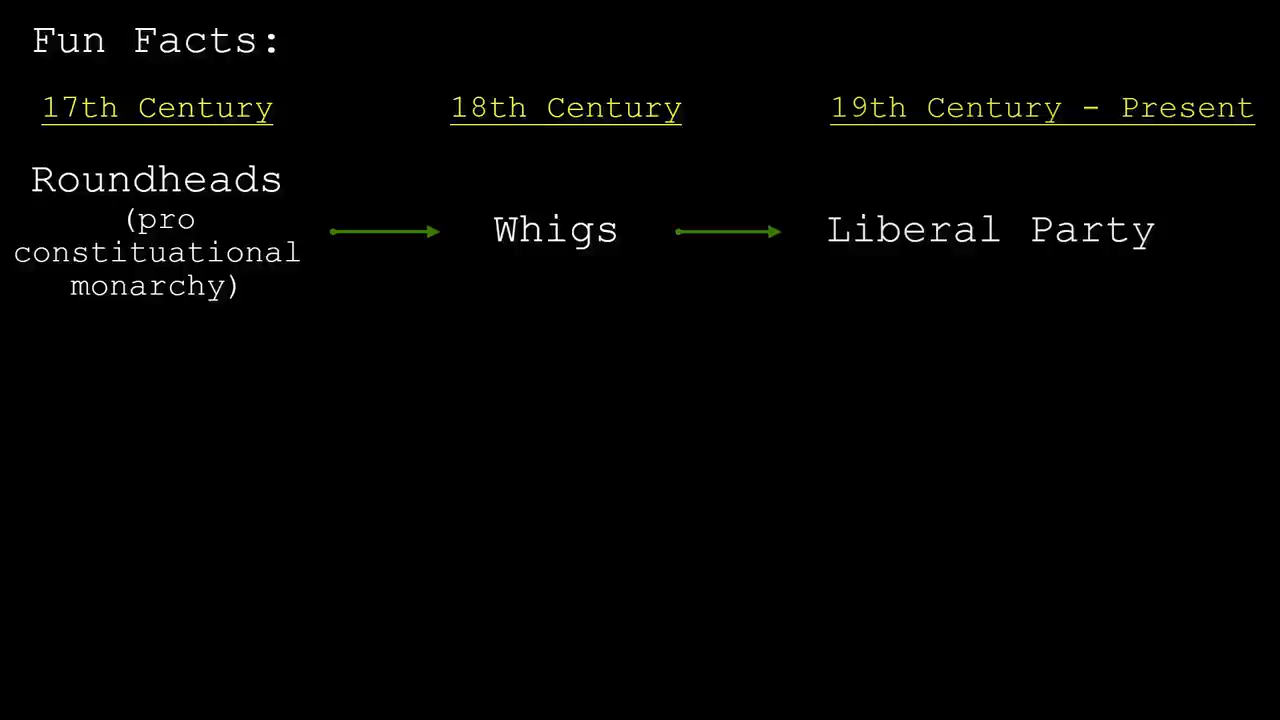 Fun Facts:
17th Century
18th Century
19th Century - Present
Roundheads
(pro
constituational
monarchy)
Whigs
Liberal Party